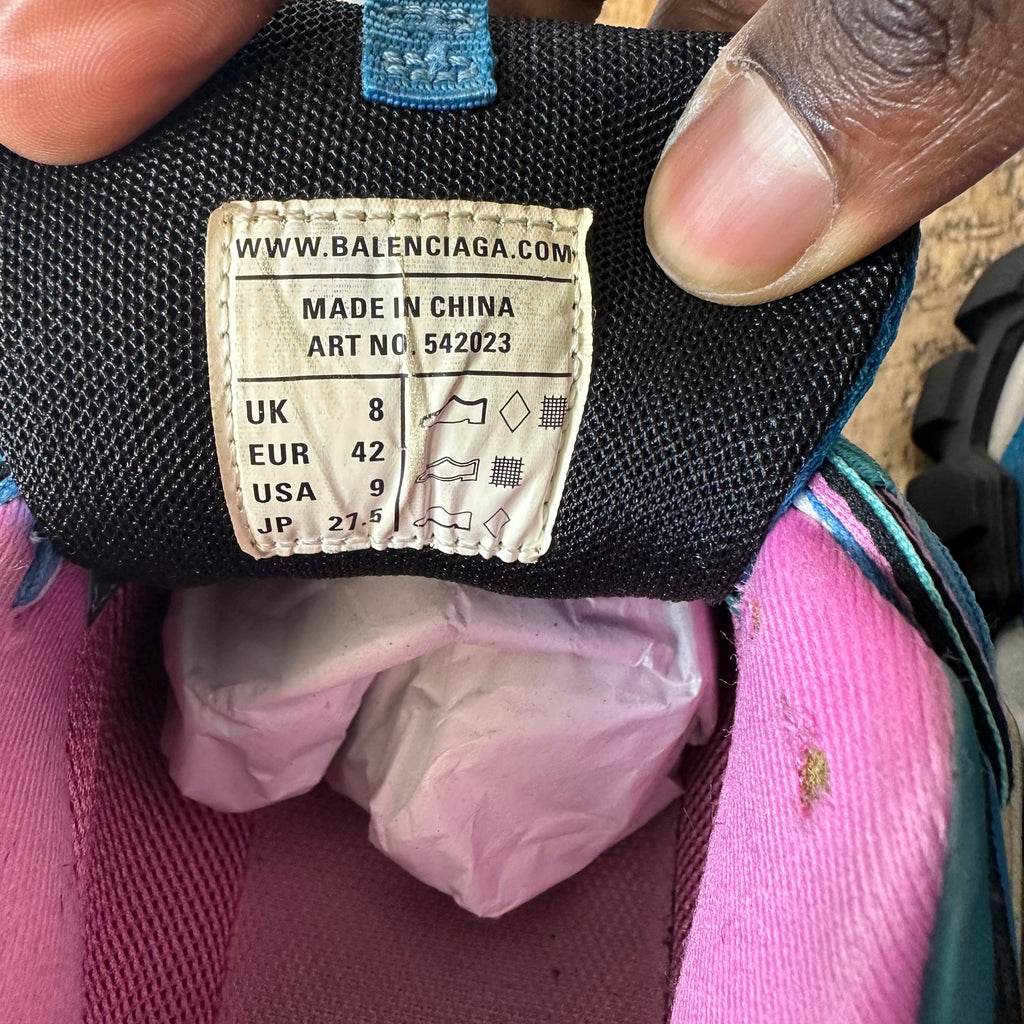 WWW.BALENCIAGA.COM
MADE IN CHINA
ART NO. 542023
UK 8
EUR 42
USA 9
JP 27.5